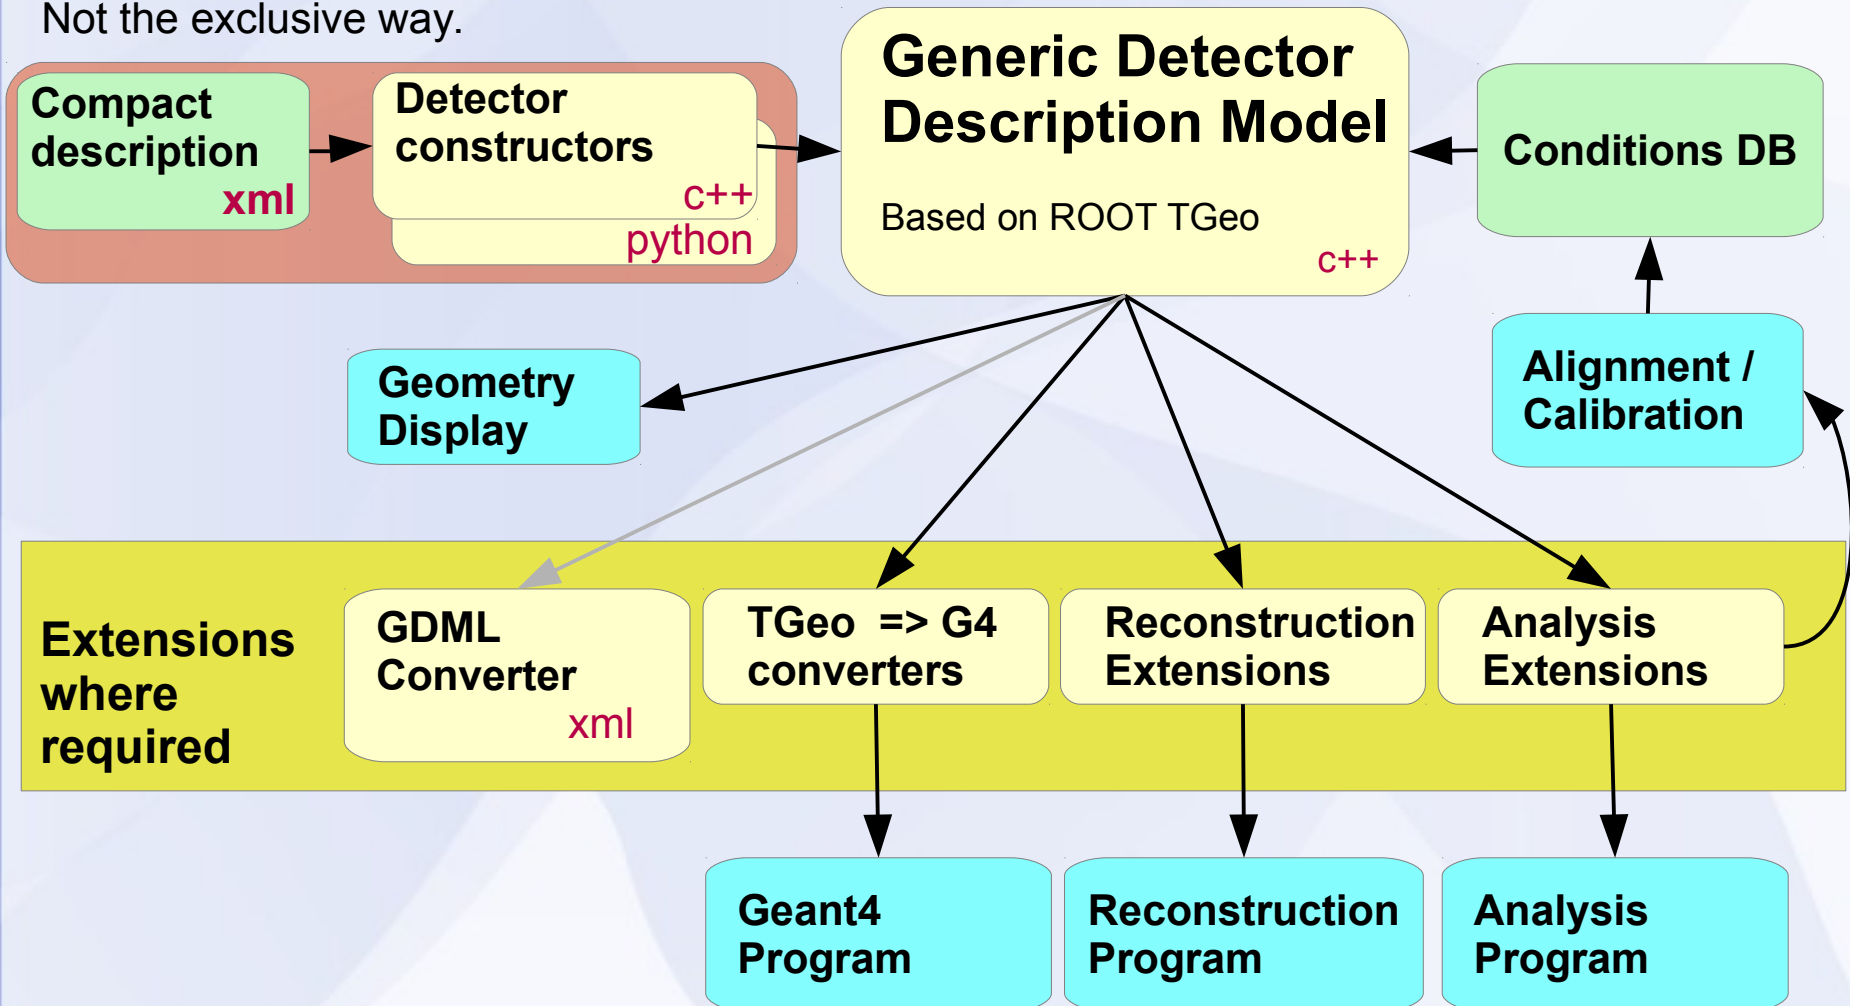 Not the exclusive way.
Compact
description
xml
Detector
constructors
c++
python
Generic Detector
Description Model
Based on ROOT TGeo
c++
Conditions DB
Geometry
Display
Alignment /
Calibration
Extensions
where
required
GDML
Converter
xml
TGeo => G4
converters
Reconstruction
Extensions
Analysis
Extensions
Geant4
Program
Reconstruction
Program
Analysis
Program